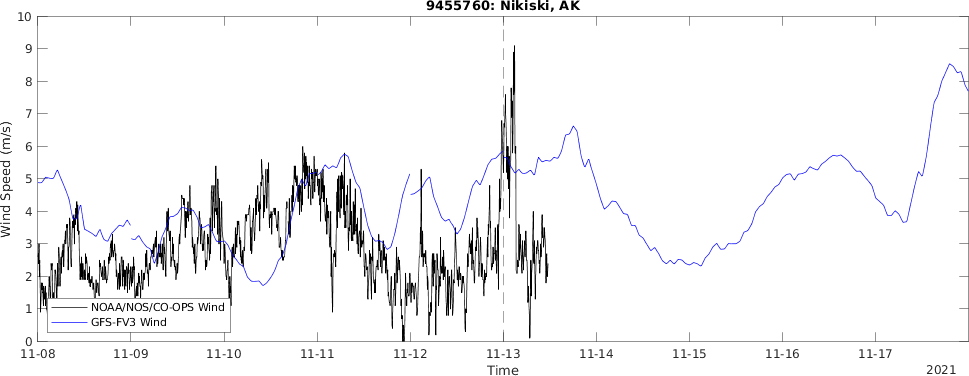 9455760: Nikiski, AK
10
9
8
7
6
5
4
3
2
1
0
Wind Speed (m/s)
NOAA/NOS/CO-OPS Wind
GFS-FV3 Wind
11-08 11-09 11-10 11-11 11-12 11-13 11-14 11-15 11-16 11-17
Time
2021